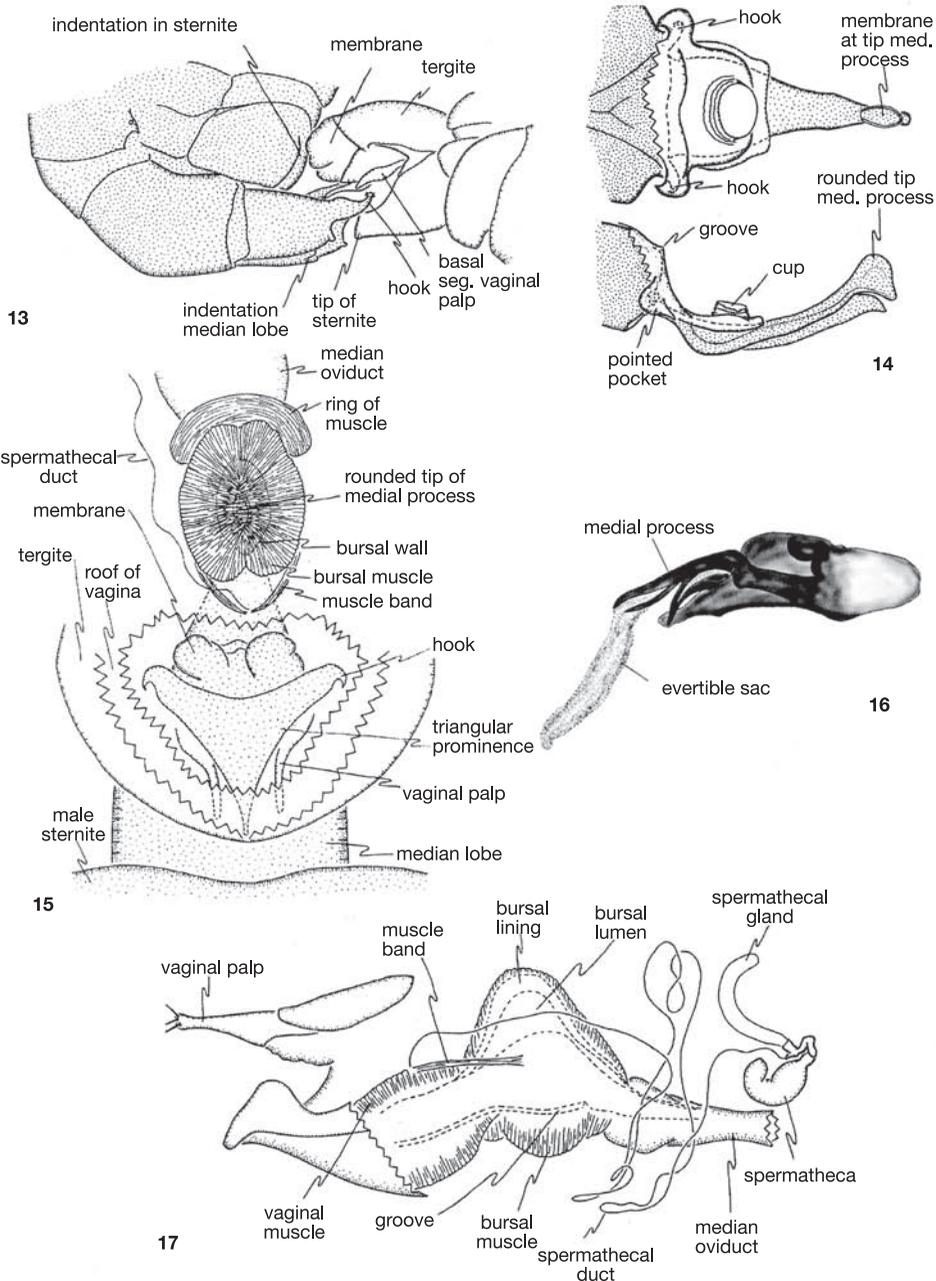 indentation in sternite
membrane
tergite
basal
seg. vaginal
palp
hook
tip of
sternite
indentation
median lobe
13
hook
membrane
at tip med.
process
hook
rounded tip
med. process
groove
cup
pointed
pocket
14
median
oviduct
ring of
muscle
spermathecal
duct
rounded tip of
medial process
membrane
bursal wall
tergite
roof of
vagina
bursal muscle
muscle band
hook
triangular
prominence
vaginal palp
male
sternite
median lobe
15
medial process
evertible sac
16
vaginal palp
muscle
band
bursal
lining
bursal
lumen
spermathecal
gland
spermatheca
vaginal
muscle
groove
bursal
muscle
spermathecal
duct
median
oviduct
17